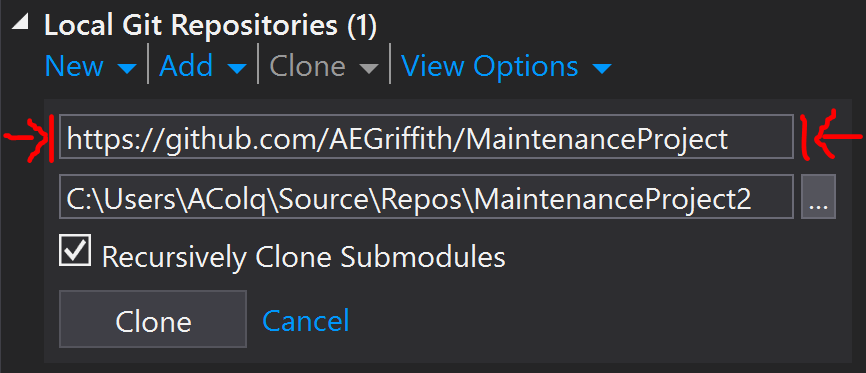 Local Git Repositories (1)
New Add Clone View Options
https://github.com/AEGriffith/MaintenanceProject
C:\Users\AColq\Source\Repos\MaintenanceProject2 ...
Recursively Clone Submodules
Clone Cancel